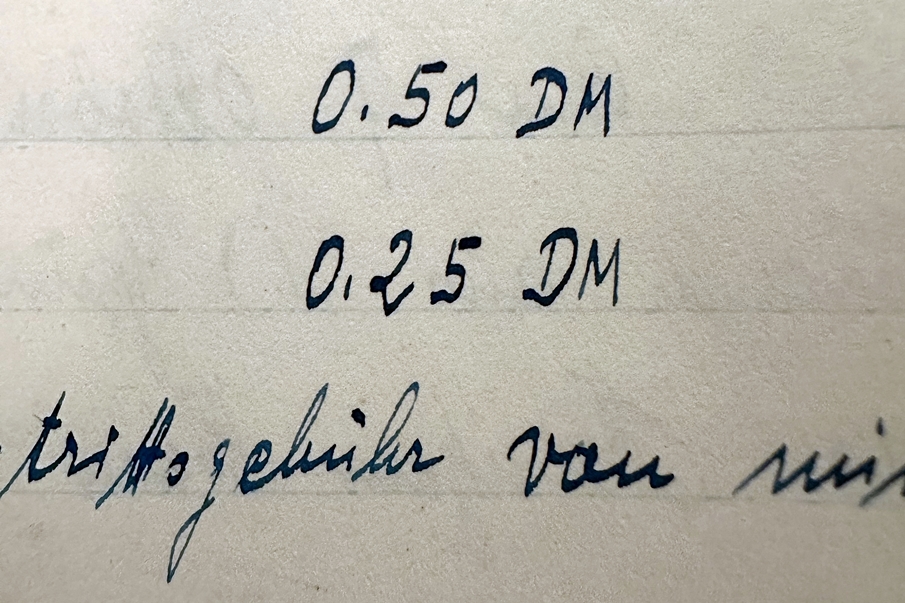 0.50 DM
0.25 DM
trittsgebühr von